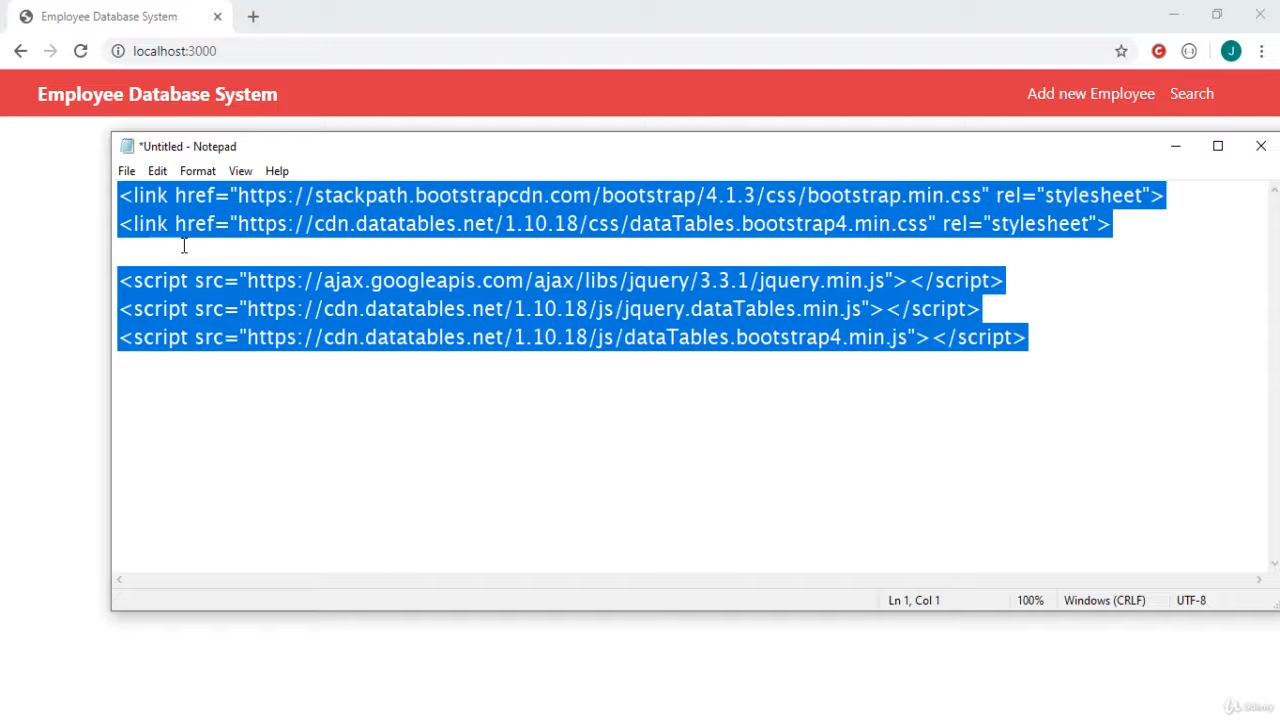 Employee Database System
localhost:3000
Employee Database System
Add new Employee Search
*Untitled - Notepad
File Edit Format View Help
<link href="https://stackpath.bootstrapcdn.com/bootstrap/4.1.3/css/bootstrap.min.css" rel="stylesheet">
<link href="https://cdn.datatables.net/1.10.18/css/dataTables.bootstrap4.min.css" rel="stylesheet">
<script src="https://ajax.googleapis.com/ajax/libs/jquery/3.3.1/jquery.min.js"></script>
<script src="https://cdn.datatables.net/1.10.18/js/jquery.dataTables.min.js"></script>
<script src="https://cdn.datatables.net/1.10.18/js/dataTables.bootstrap4.min.js"></script>
Ln 1, Col 1 100% Windows (CRLF) UTF-8
J
Udemy